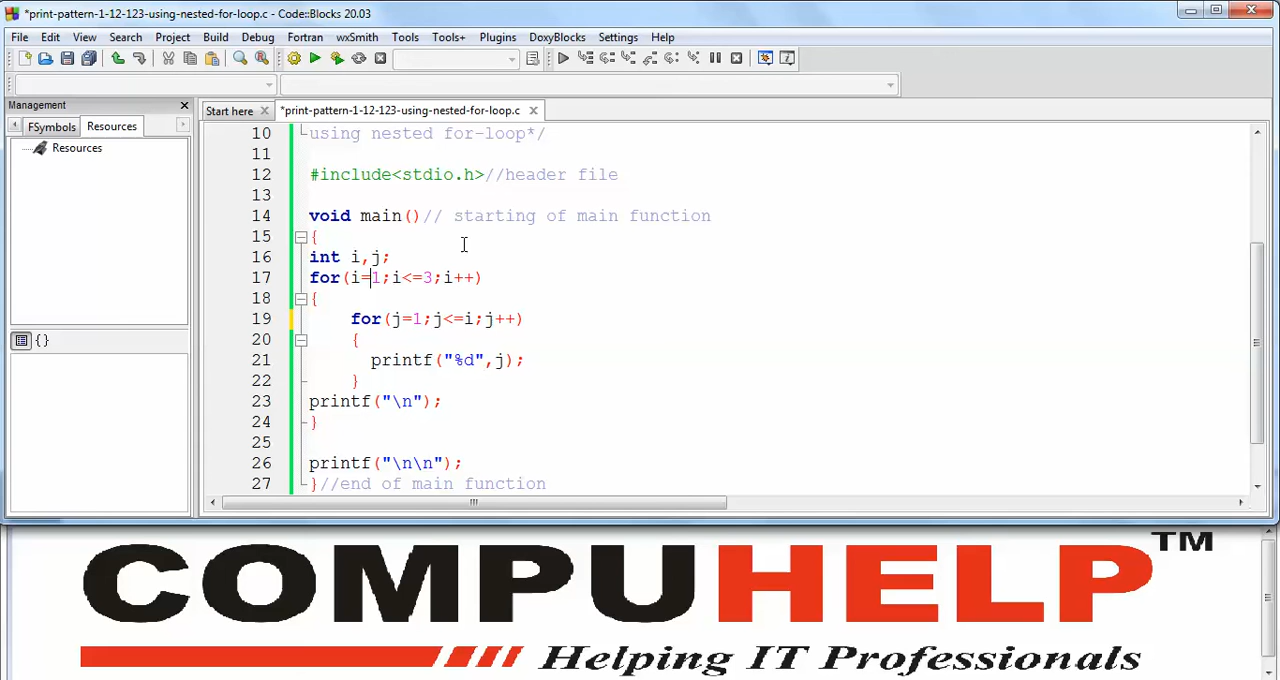 *print-pattern-1-12-123-using-nested-for-loop.c - Code::Blocks 20.03
File Edit View Search Project Build Debug Fortran wxSmith Tools Tools+ Plugins DoxyBlocks Settings Help
Management
Start here *print-pattern-1-12-123-using-nested-for-loop.c
FSymbols Resources
Resources
{}
10 using nested for-loop*/
11
12 #include<stdio.h>//header file
13
14 void main()// starting of main function
15 {
16 int i,j;
17 for(i=1;i<=3;i++)
18 {
19 for(j=1;j<=i;j++)
20 {
21 printf("%d",j);
22 }
23 printf("\n");
24 }
25
26 printf("\n\n");
27 }//end of main function
COMPUHELP™
Helping IT Professionals